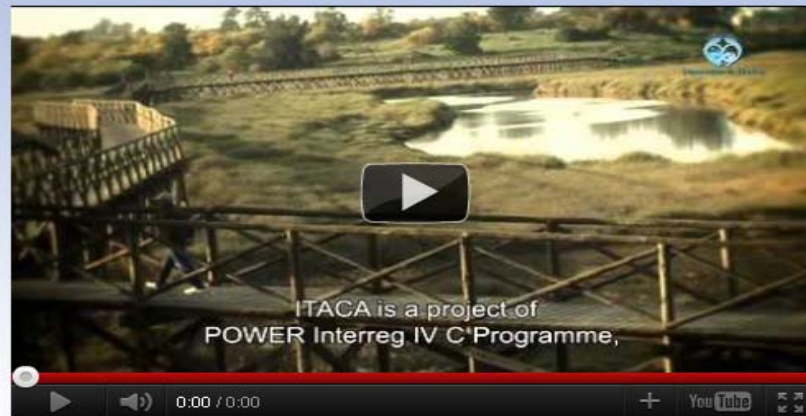 ITACA is a project of
POWER Interreg IV C Programme,
0:00 / 0:00
YouTube